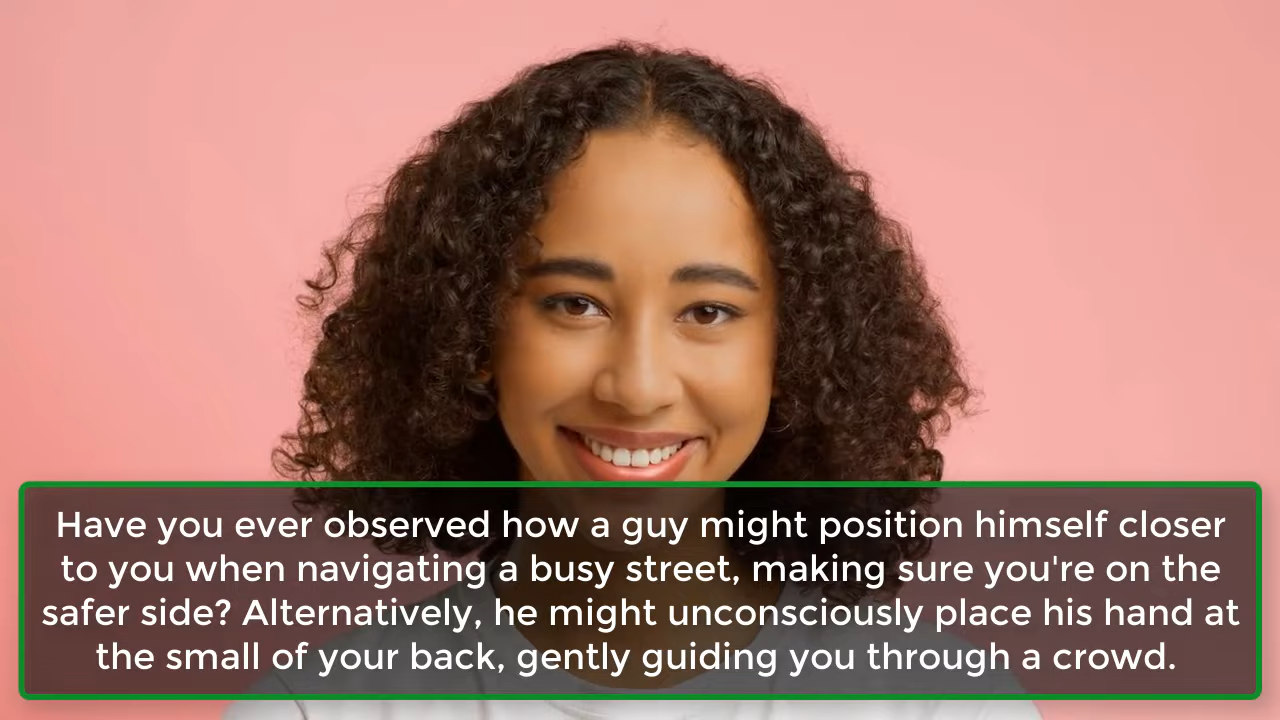 Have you ever observed how a guy might position himself closer
to you when navigating a busy street, making sure you're on the
safer side? Alternatively, he might unconsciously place his hand at
the small of your back, gently guiding you through a crowd.